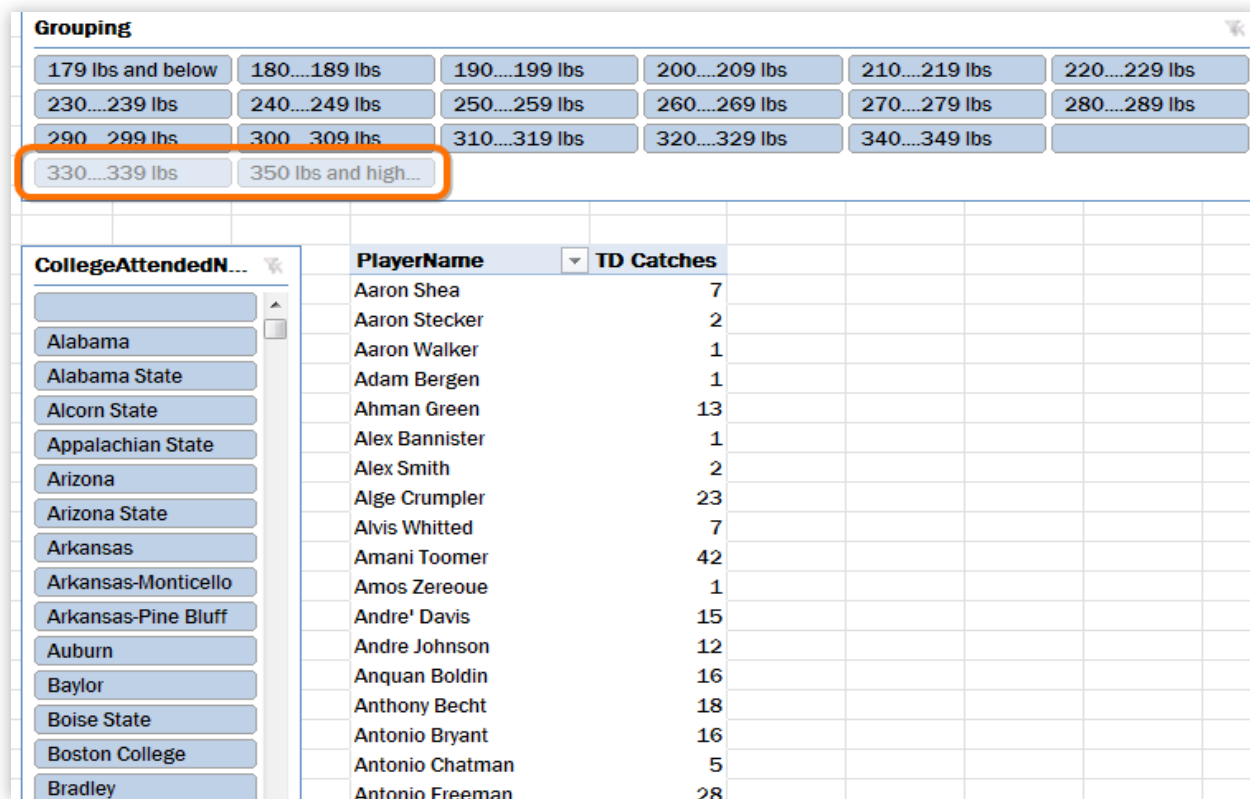 Grouping
179 lbs and below 180....189 lbs 190....199 lbs 200....209 lbs 210....219 lbs 220....229 lbs
230....239 lbs 240....249 lbs 250....259 lbs 260....269 lbs 270....279 lbs 280....289 lbs
290....299 lbs 300....309 lbs 310....319 lbs 320....329 lbs 340....349 lbs
330....339 lbs 350 lbs and high...
CollegeAttendedN...
Alabama
Alabama State
Alcorn State
Appalachian State
Arizona
Arizona State
Arkansas
Arkansas-Monticello
Arkansas-Pine Bluff
Auburn
Baylor
Boise State
Boston College
Bradley
PlayerName TD Catches
Aaron Shea 7
Aaron Stecker 2
Aaron Walker 1
Adam Bergen 1
Ahman Green 13
Alex Bannister 1
Alex Smith 2
Alge Crumpler 23
Alvis Whitted 7
Amani Toomer 42
Amos Zereoue 1
Andre' Davis 15
Andre Johnson 12
Anquan Boldin 16
Anthony Becht 18
Antonio Bryant 16
Antonio Chatman 5
Antonio Freeman 28